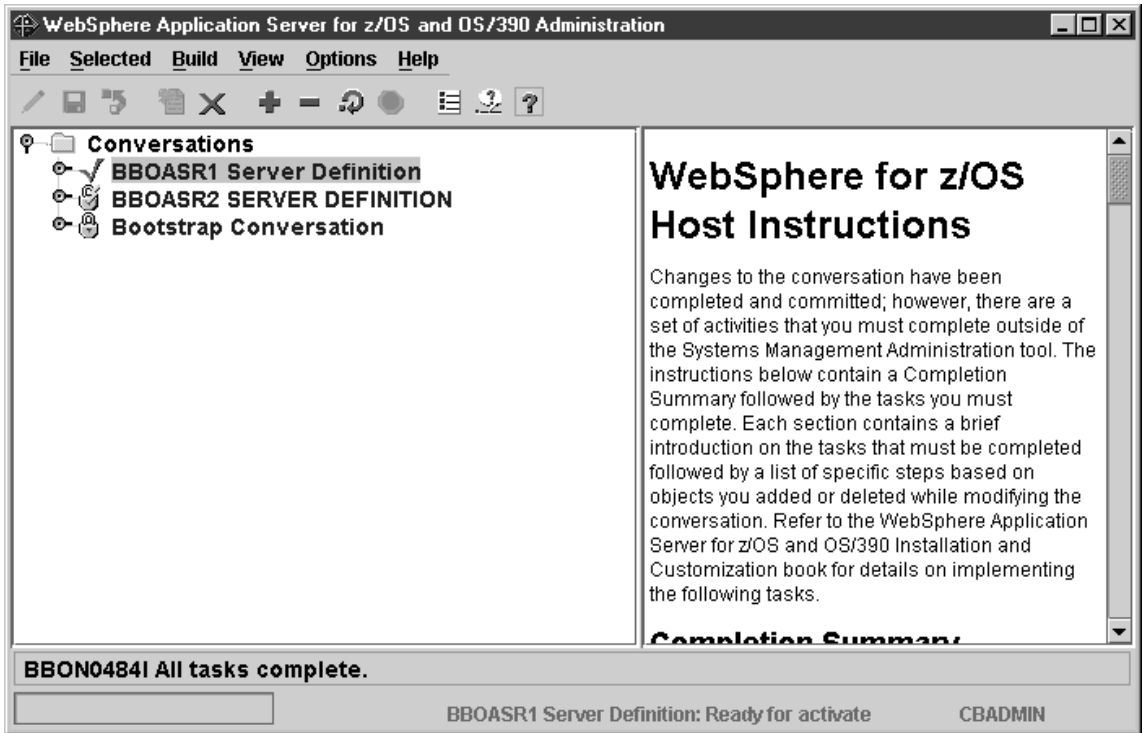 WebSphere Application Server for z/OS and OS/390 Administration
File Selected Build View Options Help
Conversations
BBOASR1 Server Definition
BBOASR2 SERVER DEFINITION
Bootstrap Conversation
WebSphere for z/OS
Host Instructions
Changes to the conversation have been
completed and committed; however, there are a
set of activities that you must complete outside of
the Systems Management Administration tool. The
instructions below contain a Completion
Summary followed by the tasks you must
complete. Each section contains a brief
introduction on the tasks that must be completed
followed by a list of specific steps based on
objects you added or deleted while modifying the
conversation. Refer to the WebSphere Application
Server for z/OS and OS/390 Installation and
Customization book for details on implementing
the following tasks.
Completion Summary
BBON0484I All tasks complete.
BBOASR1 Server Definition: Ready for activate CBADMIN